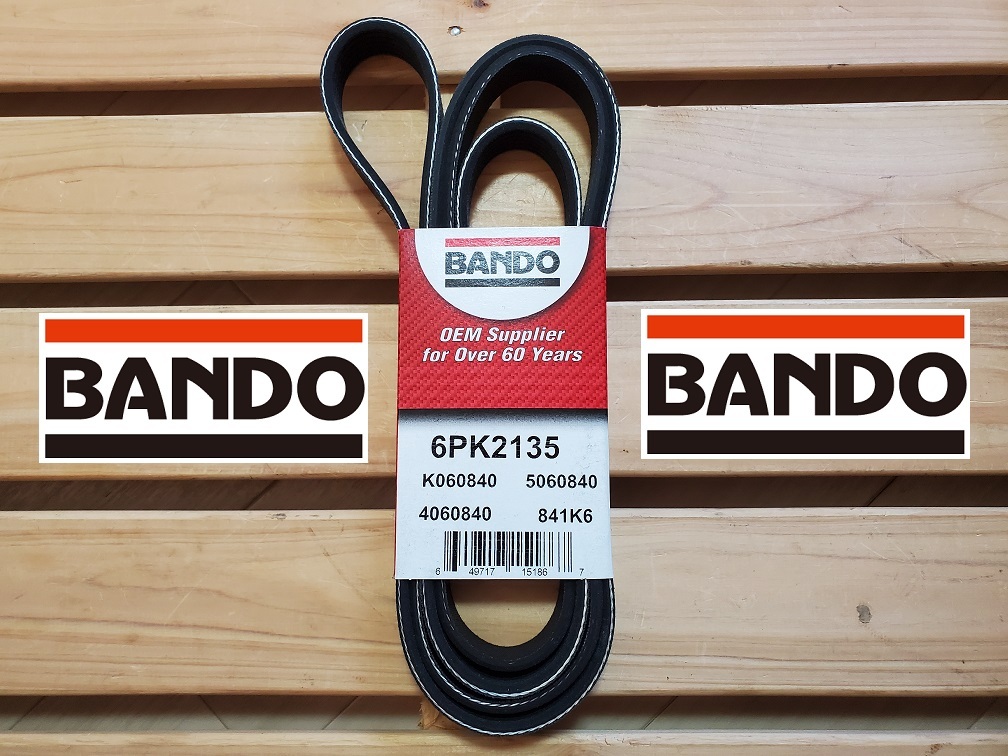 BANDO
OEM Supplier
for Over 60 Years
BANDO
BANDO
6PK2135
K060840 5060840
4060840 841K6
6 49717 15186 7